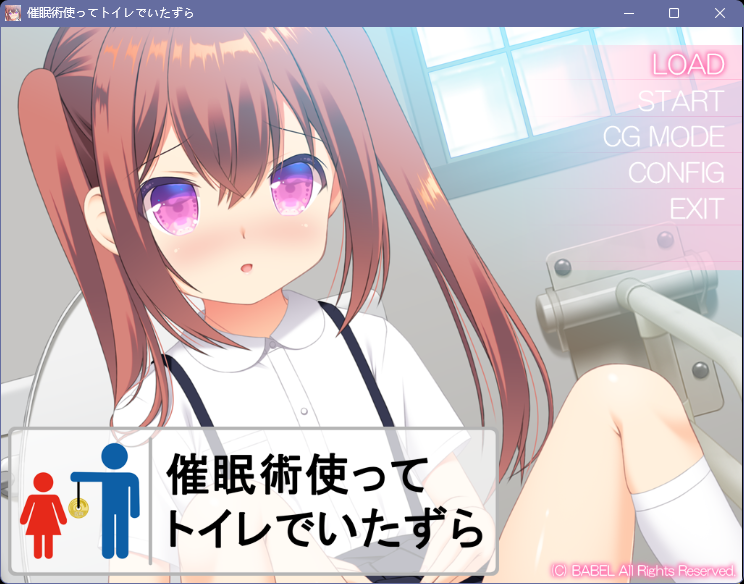 催眠術使ってトイレでいたずら
LOAD
START
CG MODE
CONFIG
EXIT
催眠術使って
トイレでいたずら
(C) BABEL All Rights Reserved.